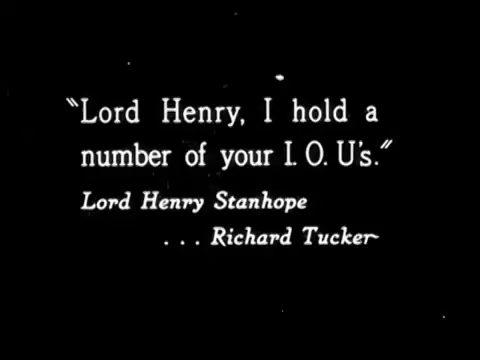 "Lord Henry, I hold a
number of your I. O. U's."
Lord Henry Stanhope
. . . Richard Tucker